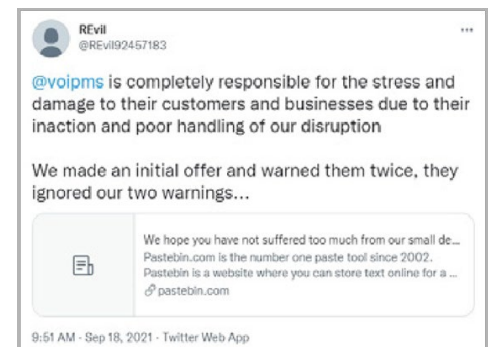 REvil
@REvil92457183
@voipms is completely responsible for the stress and
damage to their customers and businesses due to their
inaction and poor handling of our disruption
We made an initial offer and warned them twice, they
ignored our two warnings...
We hope you have not suffered too much from our small de...
Pastebin.com is the number one paste tool since 2002.
Pastebin is a website where you can store text online for a ...
pastebin.com
9:51 AM · Sep 18, 2021 · Twitter Web App